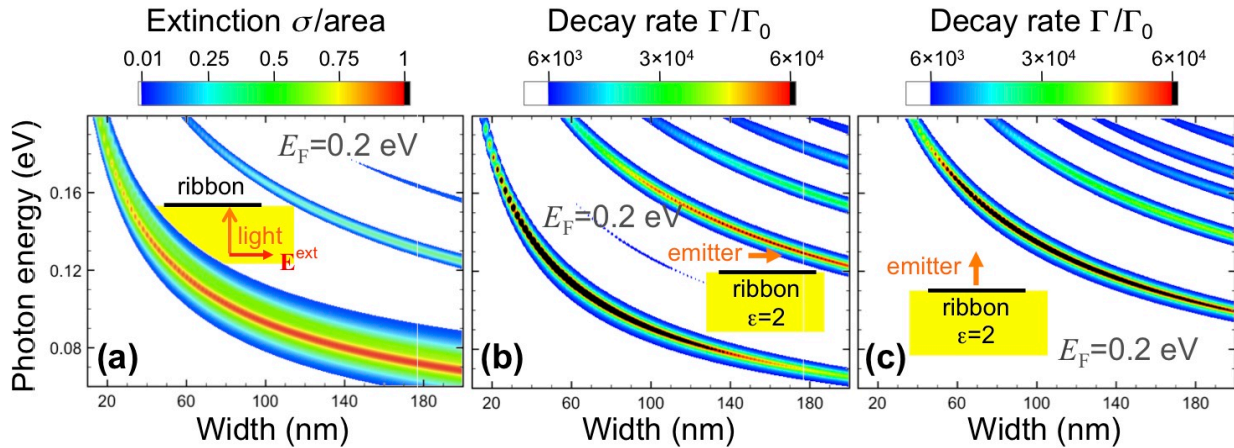 Extinction σ/area
0.01 0.25 0.5 0.75 1
Decay rate Γ/Γ₀
6×10³ 3×10⁴ 6×10⁴
Decay rate Γ/Γ₀
6×10³ 3×10⁴ 6×10⁴
Photon energy (eV)
0.16
0.12
0.08
E_F=0.2 eV
ribbon
light
E^ext
(a)
20 60 100 140 180
Width (nm)
E_F=0.2 eV
emitter
ribbon
ε=2
(b)
20 60 100 140 180
Width (nm)
emitter
ribbon
ε=2
E_F=0.2 eV
(c)
20 60 100 140 180
Width (nm)